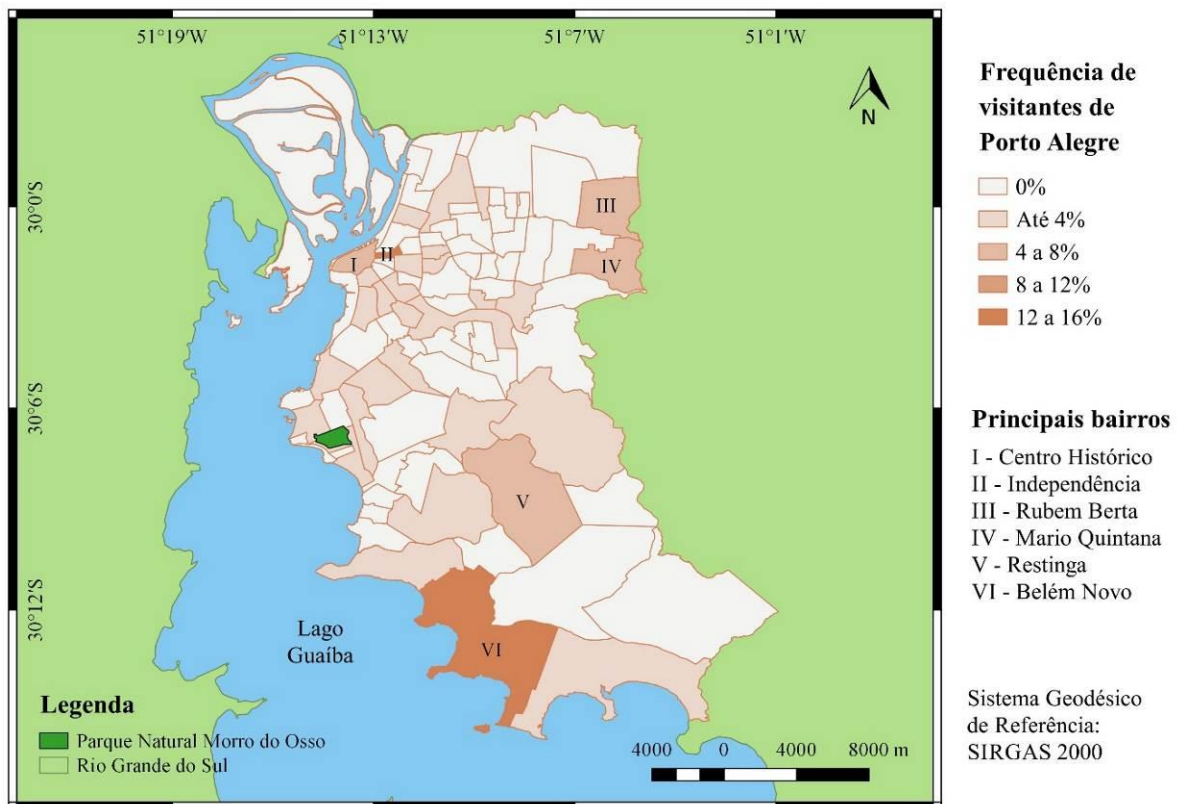 51°19'W
51°13'W
51°7'W
51°1'W
N
30°0'S
30°6'S
30°12'S
I
II
III
IV
V
VI
Lago
Guaíba
Legenda
Parque Natural Morro do Osso
Rio Grande do Sul
4000 0 4000 8000 m
Frequência de
visitantes de
Porto Alegre
0%
Até 4%
4 a 8%
8 a 12%
12 a 16%
Principais bairros
I - Centro Histórico
II - Independência
III - Rubem Berta
IV - Mario Quintana
V - Restinga
VI - Belém Novo
Sistema Geodésico
de Referência:
SIRGAS 2000